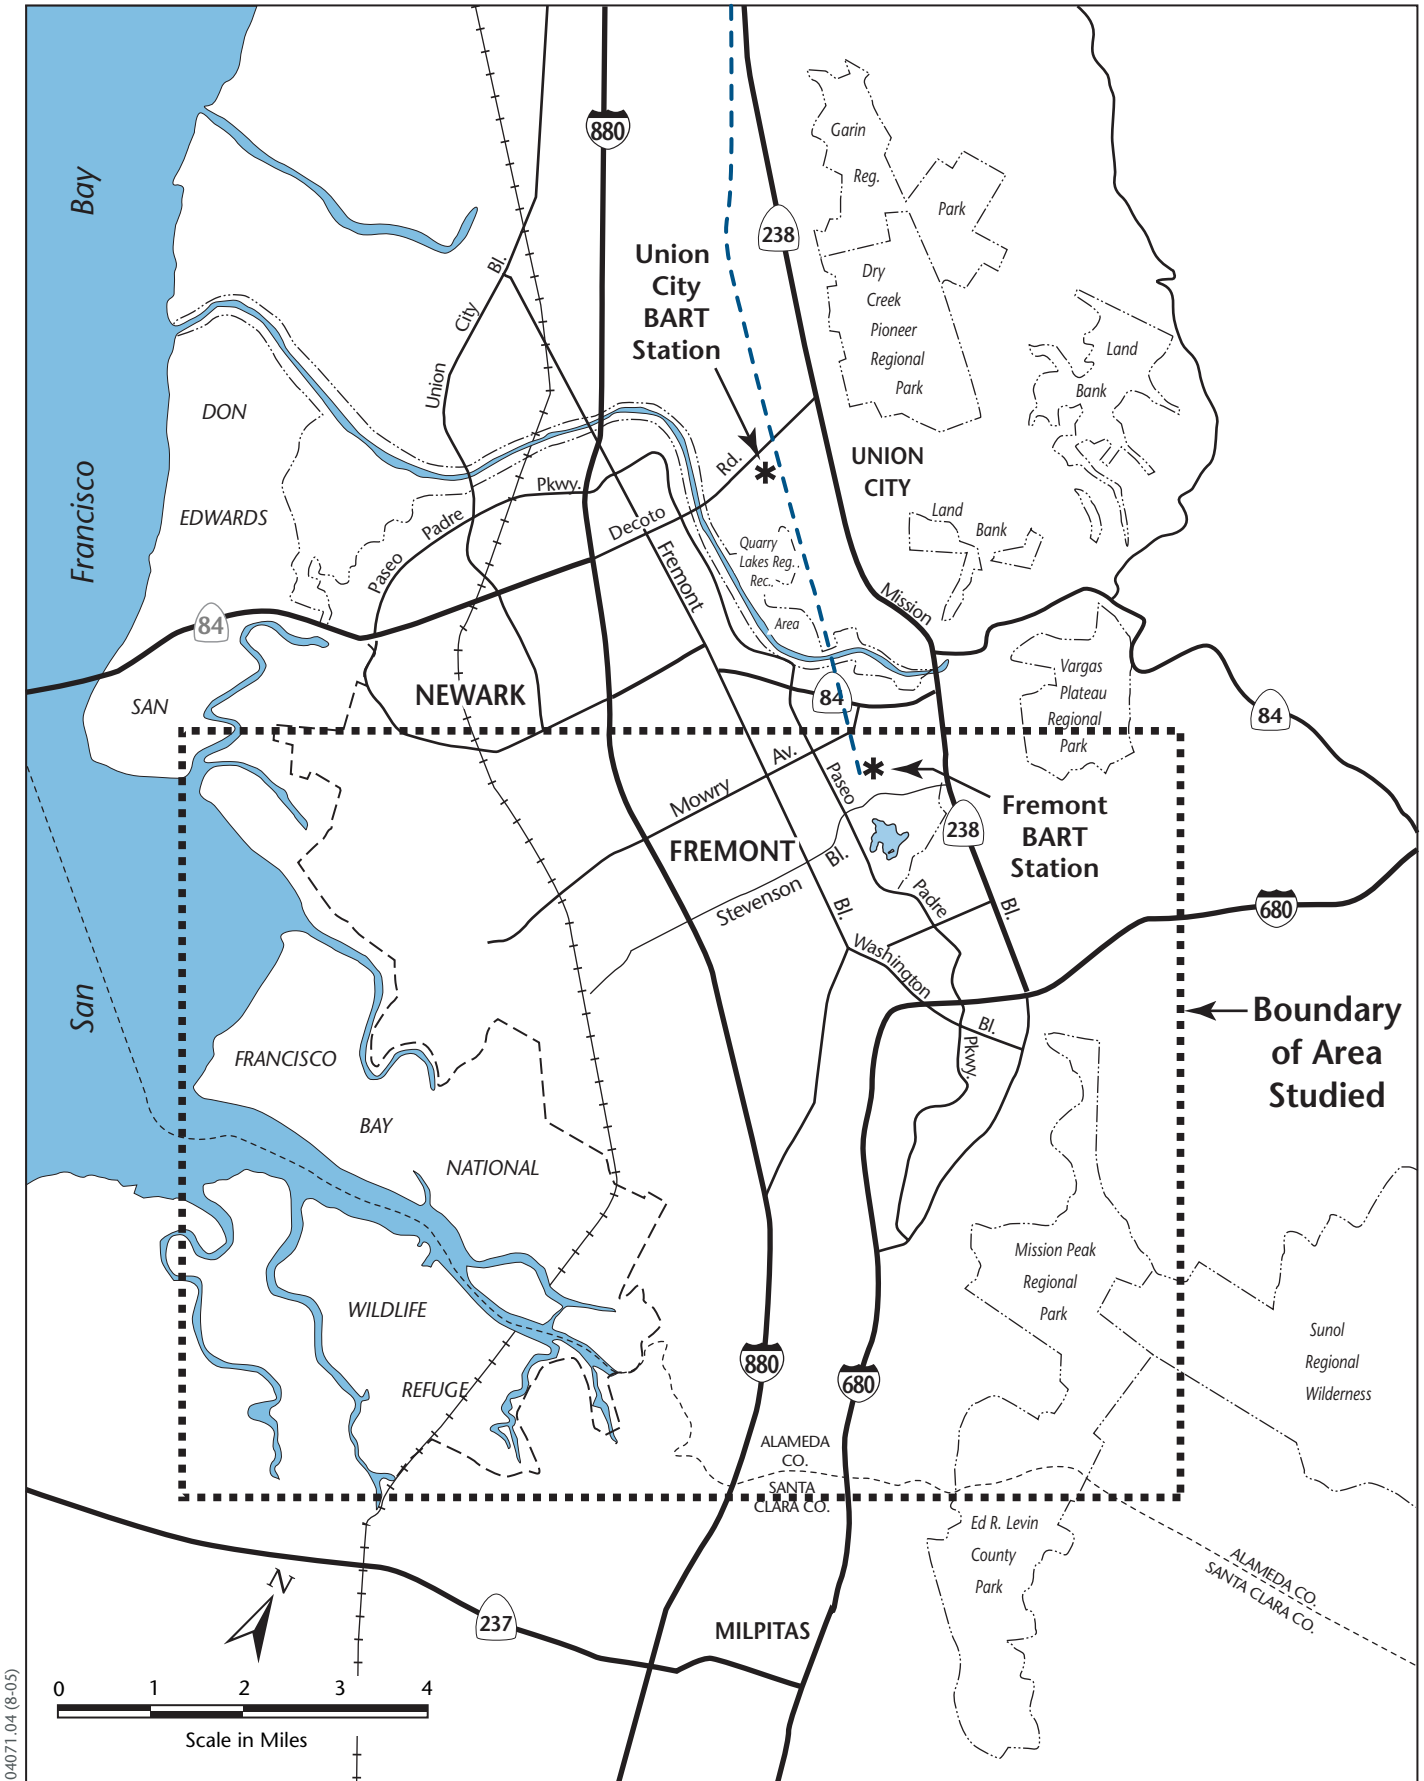 880
Garin
Reg.
Park
Bay
238
Union
City
BART
Station
Bl.
City
Union
Dry
Creek
Pioneer
Regional
Park
Land
Bank
DON
EDWARDS
Francisco
UNION
CITY
Rd.
Pkwy.
Padre
Paseo
Decoto
Fremont
Land
Bank
Quarry
Lakes Reg.
Rec.
Area
Mission
84
SAN
NEWARK
84
Vargas
Plateau
Regional
Park
84
Av.
Mowry
Paseo
Fremont
BART
Station
238
FREMONT
Bl.
Stevenson
Bl.
Padre
Bl.
680
Washington
Bl.
Pkwy.
San
Boundary
of Area
Studied
FRANCISCO
BAY
NATIONAL
WILDLIFE
REFUGE
Mission Peak
Regional
Park
Sunol
Regional
Wilderness
880
680
ALAMEDA
CO.
SANTA
CLARA CO.
Ed R. Levin
County
Park
ALAMEDA CO.
SANTA CLARA CO.
N
237
MILPITAS
0 1 2 3 4
Scale in Miles
04071.04 (8-05)